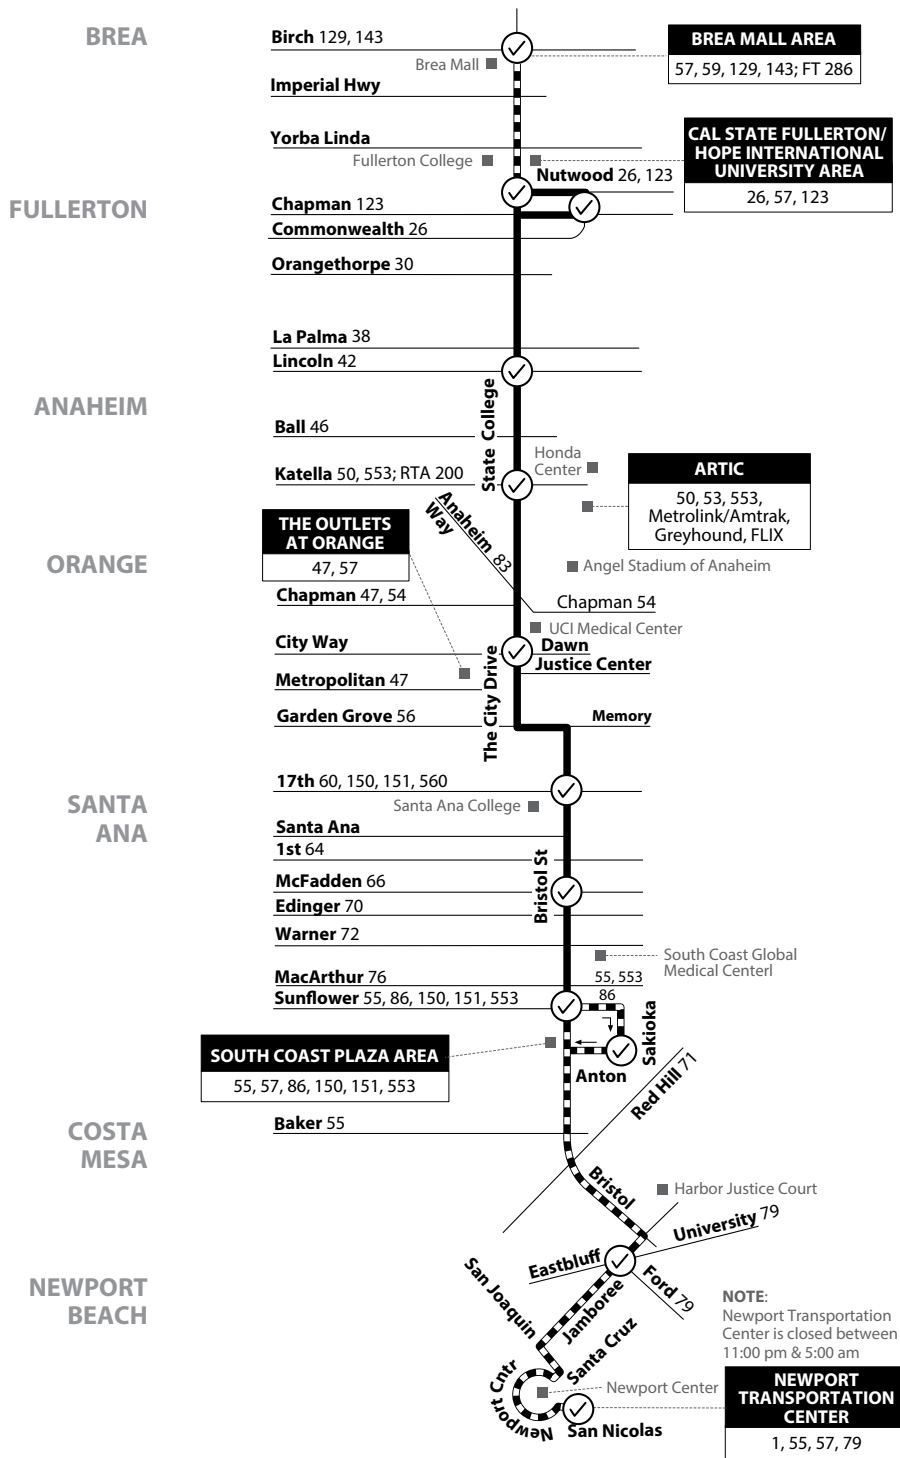 BREA
Birch 129, 143
Brea Mall
BREA MALL AREA
57, 59, 129, 143; FT 286
Imperial Hwy
Yorba Linda
Fullerton College
CAL STATE FULLERTON/
HOPE INTERNATIONAL
UNIVERSITY AREA
26, 57, 123
Nutwood 26, 123
FULLERTON
Chapman 123
Commonwealth 26
Orangethorpe 30
La Palma 38
Lincoln 42
ANAHEIM
State College
Ball 46
Honda
Center
Katella 50, 553; RTA 200
ARTIC
50, 53, 553,
Metrolink/Amtrak,
Greyhound, FLIX
Anaheim 83
Way
THE OUTLETS
AT ORANGE
47, 57
ORANGE
Angel Stadium of Anaheim
Chapman 47, 54
Chapman 54
UCI Medical Center
City Way
Dawn
Justice Center
The City Drive
Metropolitan 47
Garden Grove 56
Memory
17th 60, 150, 151, 560
SANTA
ANA
Santa Ana College
Santa Ana
1st 64
Bristol St
McFadden 66
Edinger 70
Warner 72
South Coast Global
Medical Centerl
MacArthur 76
55, 553
Sunflower 55, 86, 150, 151, 553
86
Sakioka
SOUTH COAST PLAZA AREA
55, 57, 86, 150, 151, 553
Anton
Red Hill 71
COSTA
MESA
Baker 55
Bristol
Harbor Justice Court
University 79
Eastbluff
Ford 79
NEWPORT
BEACH
San Joaquin
Jamboree
NOTE:
Newport Transportation
Center is closed between
11:00 pm & 5:00 am
Santa Cruz
Newport Cntr
Newport
Newport Center
San Nicolas
NEWPORT
TRANSPORTATION
CENTER
1, 55, 57, 79